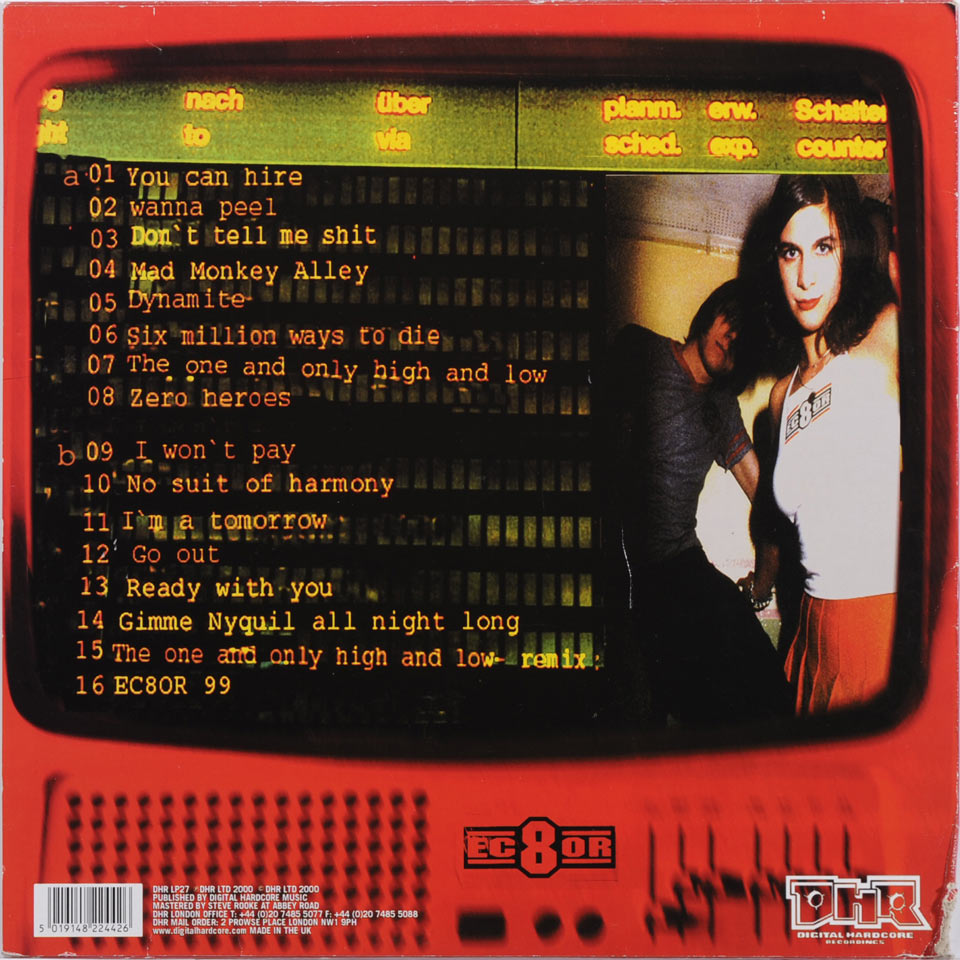 nach über planm. erw. Schalter
to via sched. exp. counter
a 01 You can hire
02 wanna peel
03 Don`t tell me shit
04 Mad Monkey Alley
05 Dynamite
06 Six million ways to die
07 The one and only high and low
08 Zero heroes
b 09 I won`t pay
10 No suit of harmony
11 I`m a tomorrow
12 Go out
13 Ready with you
14 Gimme Nyquil all night long
15 The one and only high and low- remix
16 EC8OR 99
EC8OR
EC8OR
DHR LP27 ℗DHR LTD 2000 ©DHR LTD 2000
PUBLISHED BY DIGITAL HARDCORE MUSIC
MASTERED BY STEVE ROOKE AT ABBEY ROAD
DHR LONDON OFFICE T: +44 (0)20 7485 5077 F: +44 (0)20 7485 5088
DHR MAIL ORDER: 2 PROWSE PLACE LONDON NW1 9PH
www.digitalhardcore.com MADE IN THE UK
5 019148 224426
DHR
DIGITAL HARDCORE
RECORDINGS